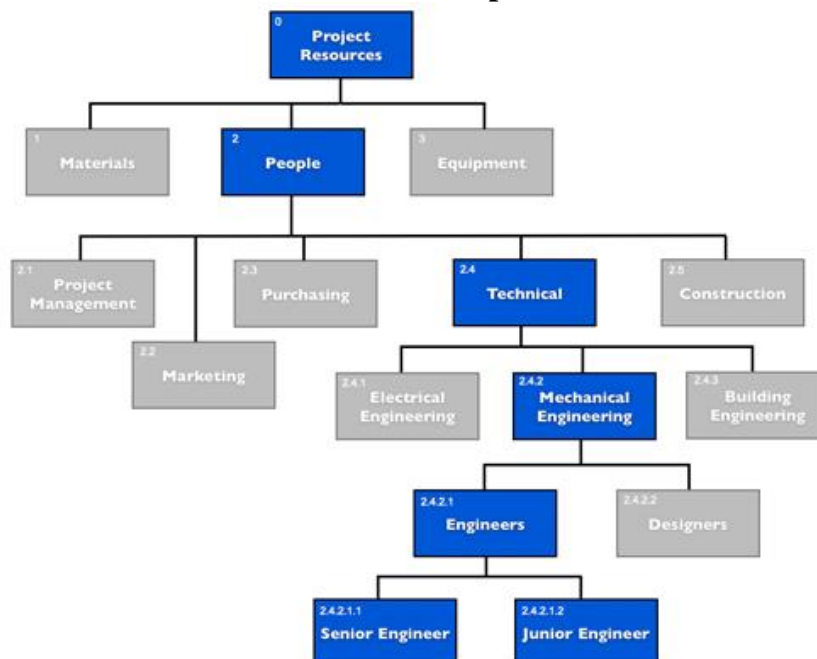 0
Project
Resources
1
Materials
2
People
3
Equipment
2.1
Project
Management
2.2
Marketing
2.3
Purchasing
2.4
Technical
2.5
Construction
2.4.1
Electrical
Engineering
2.4.2
Mechanical
Engineering
2.4.3
Building
Engineering
2.4.2.1
Engineers
2.4.2.2
Designers
2.4.2.1.1
Senior Engineer
2.4.2.1.2
Junior Engineer